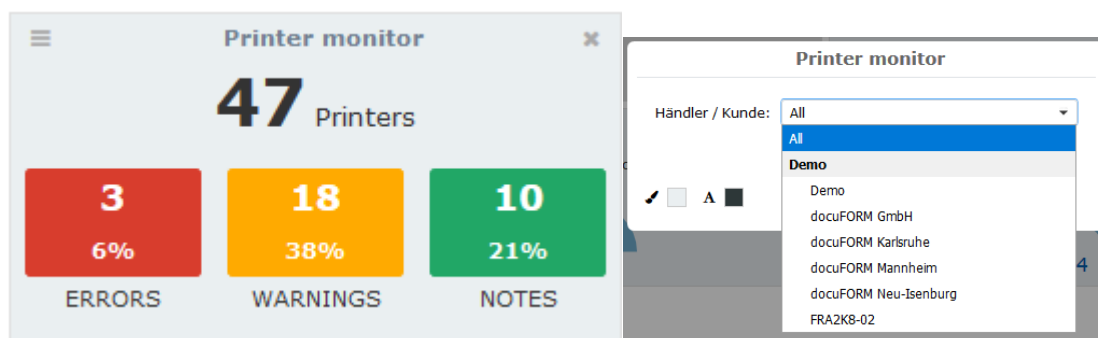 Printer monitor
47 Printers
3
6%
ERRORS
18
38%
WARNINGS
10
21%
NOTES
Printer monitor
Händler / Kunde: All
All
Demo
Demo
docuFORM GmbH
docuFORM Karlsruhe
docuFORM Mannheim
docuFORM Neu-Isenburg
FRA2K8-02
A
4